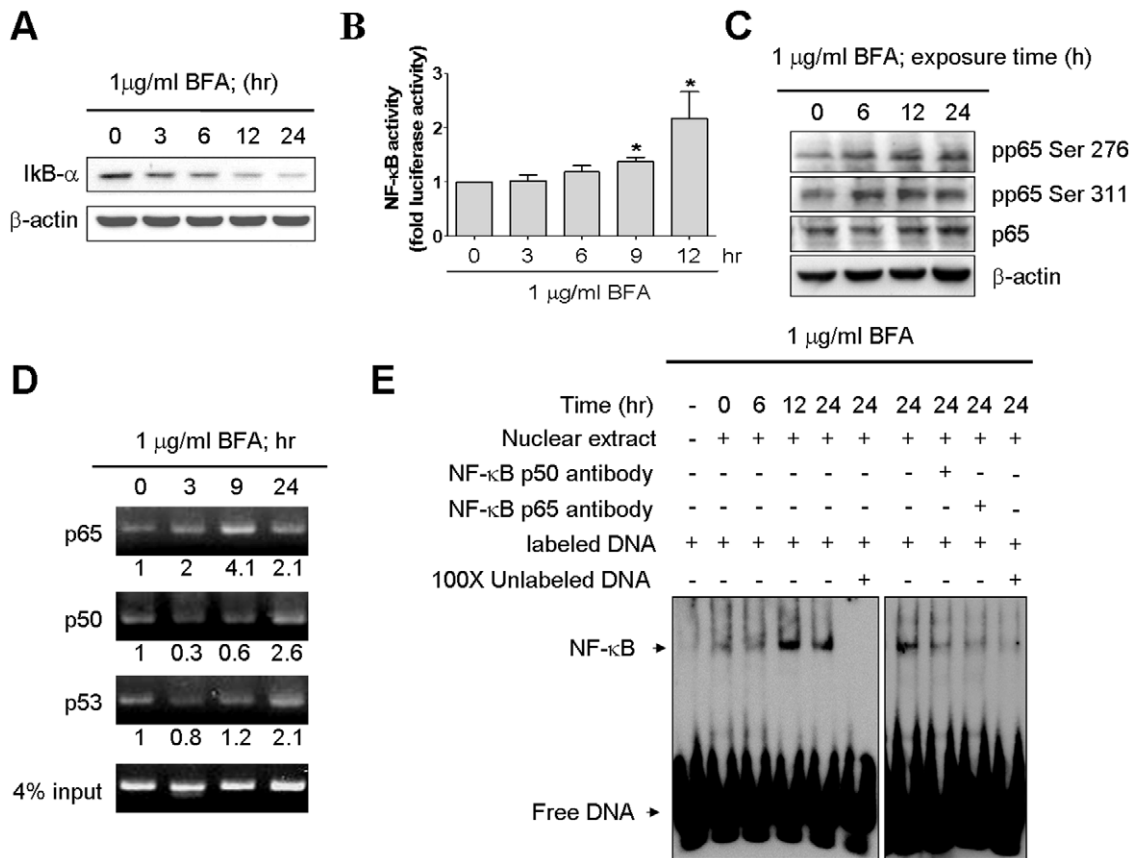 A
1μg/ml BFA; (hr)
0 3 6 12 24
IkB-α
β-actin
B
NF-κB activity
(fold luciferase activity)
3
2
1
0
* *
0 3 6 9 12 hr
1 μg/ml BFA
C
1 μg/ml BFA; exposure time (h)
0 6 12 24
pp65 Ser 276
pp65 Ser 311
p65
β-actin
D
1 μg/ml BFA; hr
0 3 9 24
p65
1 2 4.1 2.1
p50
1 0.3 0.6 2.6
p53
1 0.8 1.2 2.1
4% input
E
1 μg/ml BFA
Time (hr) - 0 6 12 24 24 24 24 24 24
Nuclear extract - + + + + + + + + +
NF-κB p50 antibody - - - - - - - + - -
NF-κB p65 antibody - - - - - - - - + -
labeled DNA + + + + + + + + + +
100X Unlabeled DNA - - - - - + - - - +
NF-κB
Free DNA